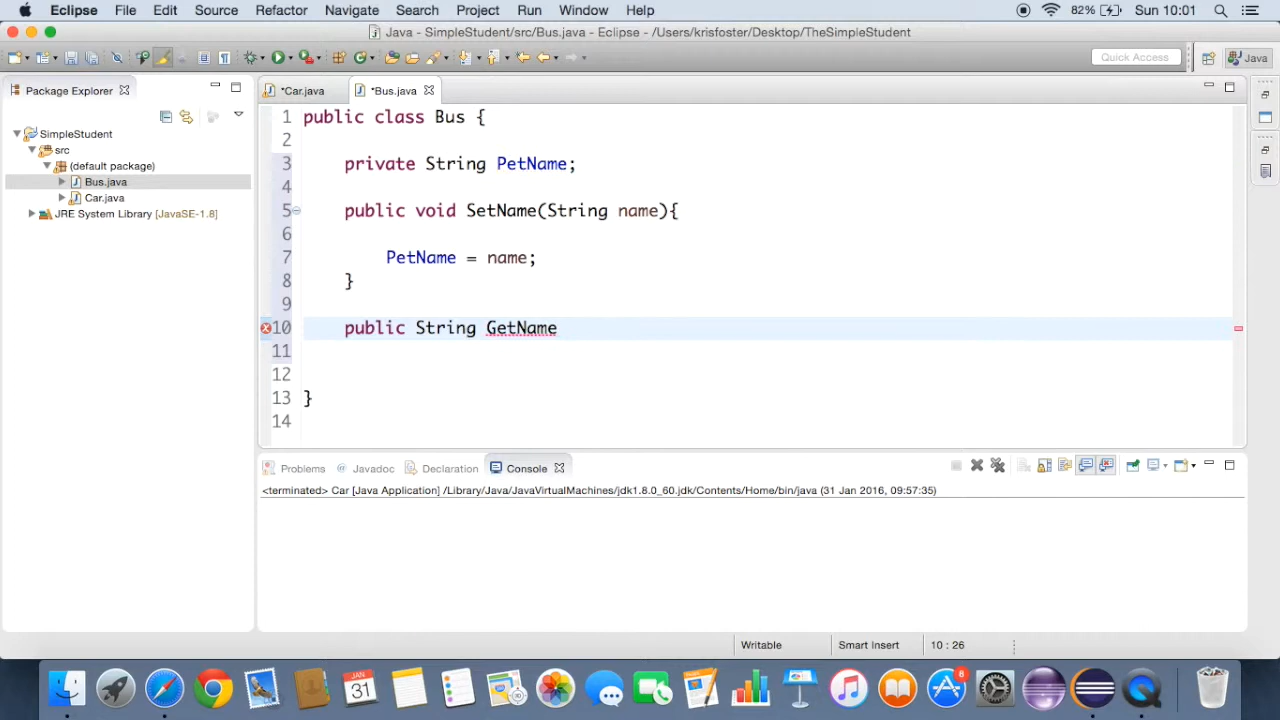 Eclipse File Edit Source Refactor Navigate Search Project Run Window Help 82% Sun 10:01
Java - SimpleStudent/src/Bus.java - Eclipse - /Users/krisfoster/Desktop/TheSimpleStudent
Quick Access Java
Package Explorer *Car.java *Bus.java
SimpleStudent
src
(default package)
Bus.java
Car.java
JRE System Library [JavaSE-1.8]
1 public class Bus {
2
3 private String PetName;
4
5 public void SetName(String name){
6
7 PetName = name;
8 }
9
10 public String GetName
11
12
13 }
14
Problems @ Javadoc Declaration Console
<terminated> Car [Java Application] /Library/Java/JavaVirtualMachines/jdk1.8.0_60.jdk/Contents/Home/bin/java (31 Jan 2016, 09:57:35)
Writable Smart Insert 10 : 26
JAN
31
8